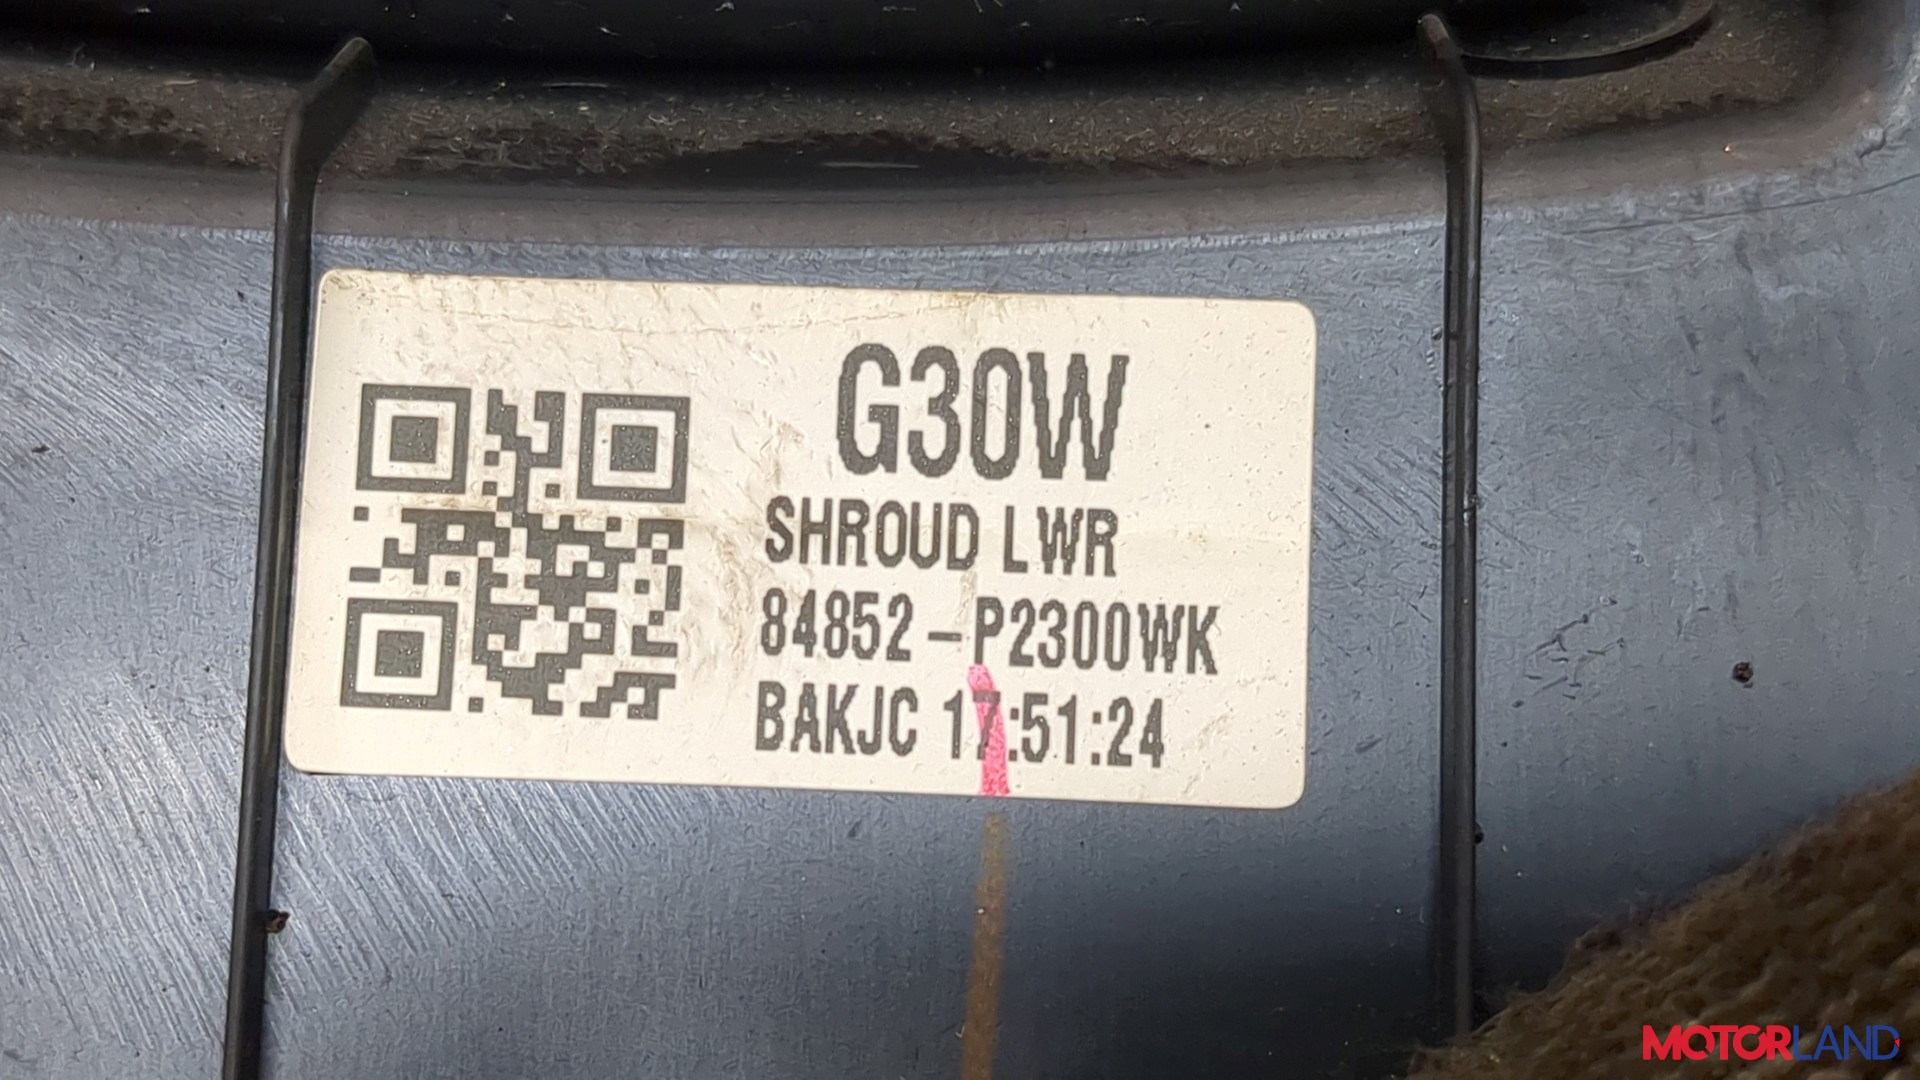 G30W
SHROUD LWR
84852-P2300WK
BAKJC 17:51:24
MOTORLAND